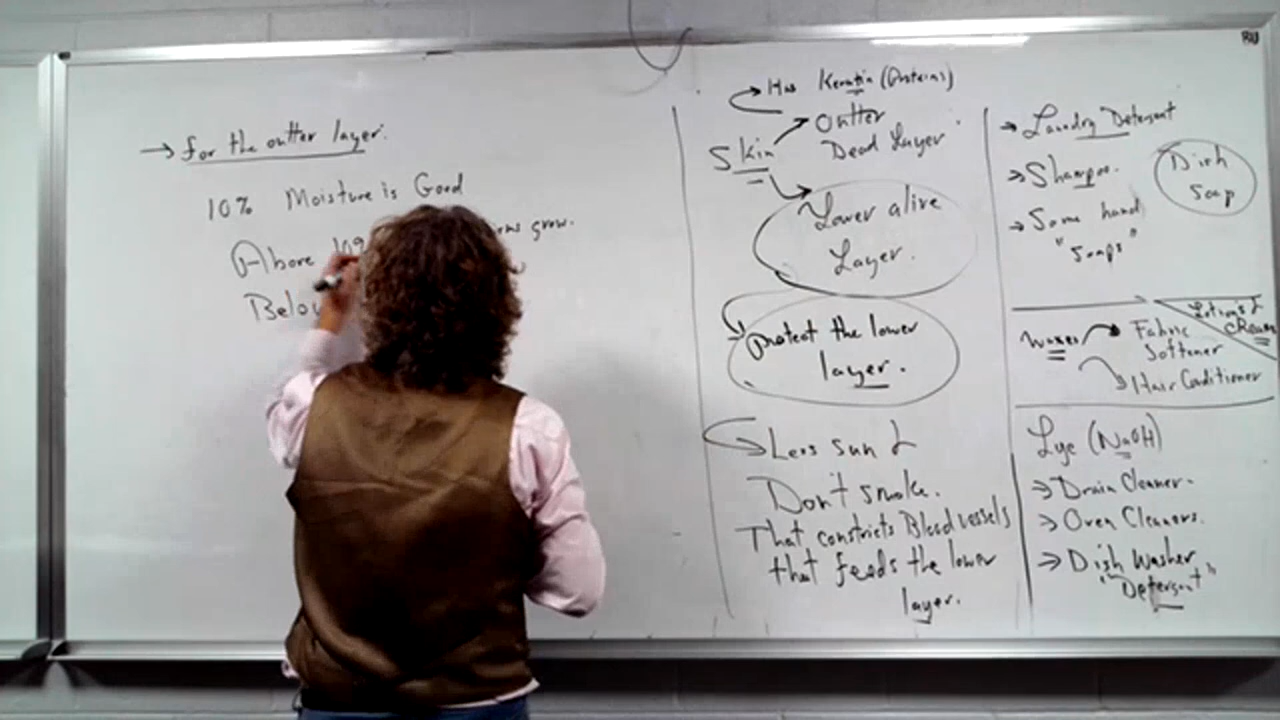 → for the outter layer.
10% Moisture is Good
Above 10%
grow.
Below
→ Has Keratin (Proteins)
Skin → Outter
Dead Layer
→ Lower alive
Layer.
Protect the lower
layer.
→ Less sun &
Don't smoke.
That constricts Blood vessels
that feeds the lower
layer.
→ Laundry Detergent
→ Shampoo.
→ Some hand
"Soaps"
Dish
Soap
Waxes → Fabric
Softener
→ Hair Conditioner
Lotions &
Cream
Lye (NaOH)
→ Drain Cleaner.
→ Oven Cleaners.
→ Dish Washer
"Detergent"